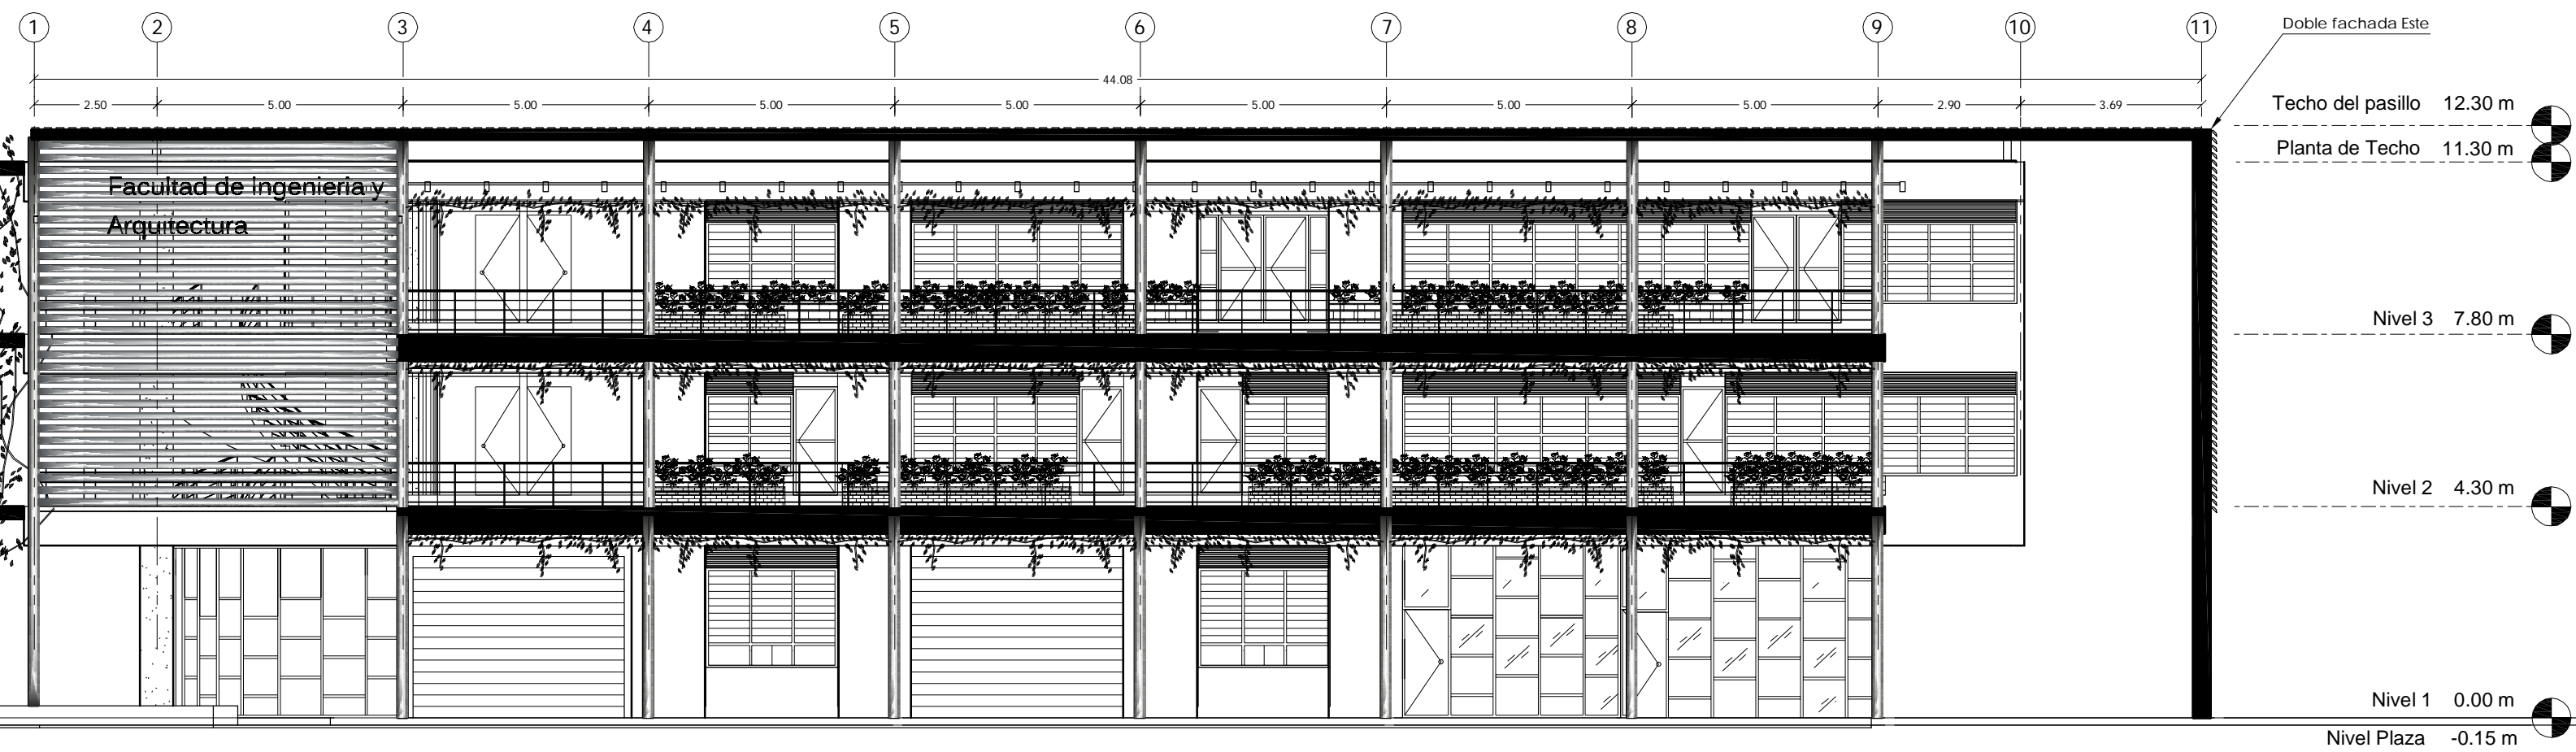 1 2 3 4 5 6 7 8 9 10 11
Doble fachada Este
44.08
2.50 5.00 5.00 5.00 5.00 5.00 5.00 5.00 2.90 3.69
Techo del pasillo 12.30 m
Planta de Techo 11.30 m
Facultad de Ingenieria y
Arquitectura
Nivel 3 7.80 m
Nivel 2 4.30 m
Nivel 1 0.00 m
Nivel Plaza -0.15 m